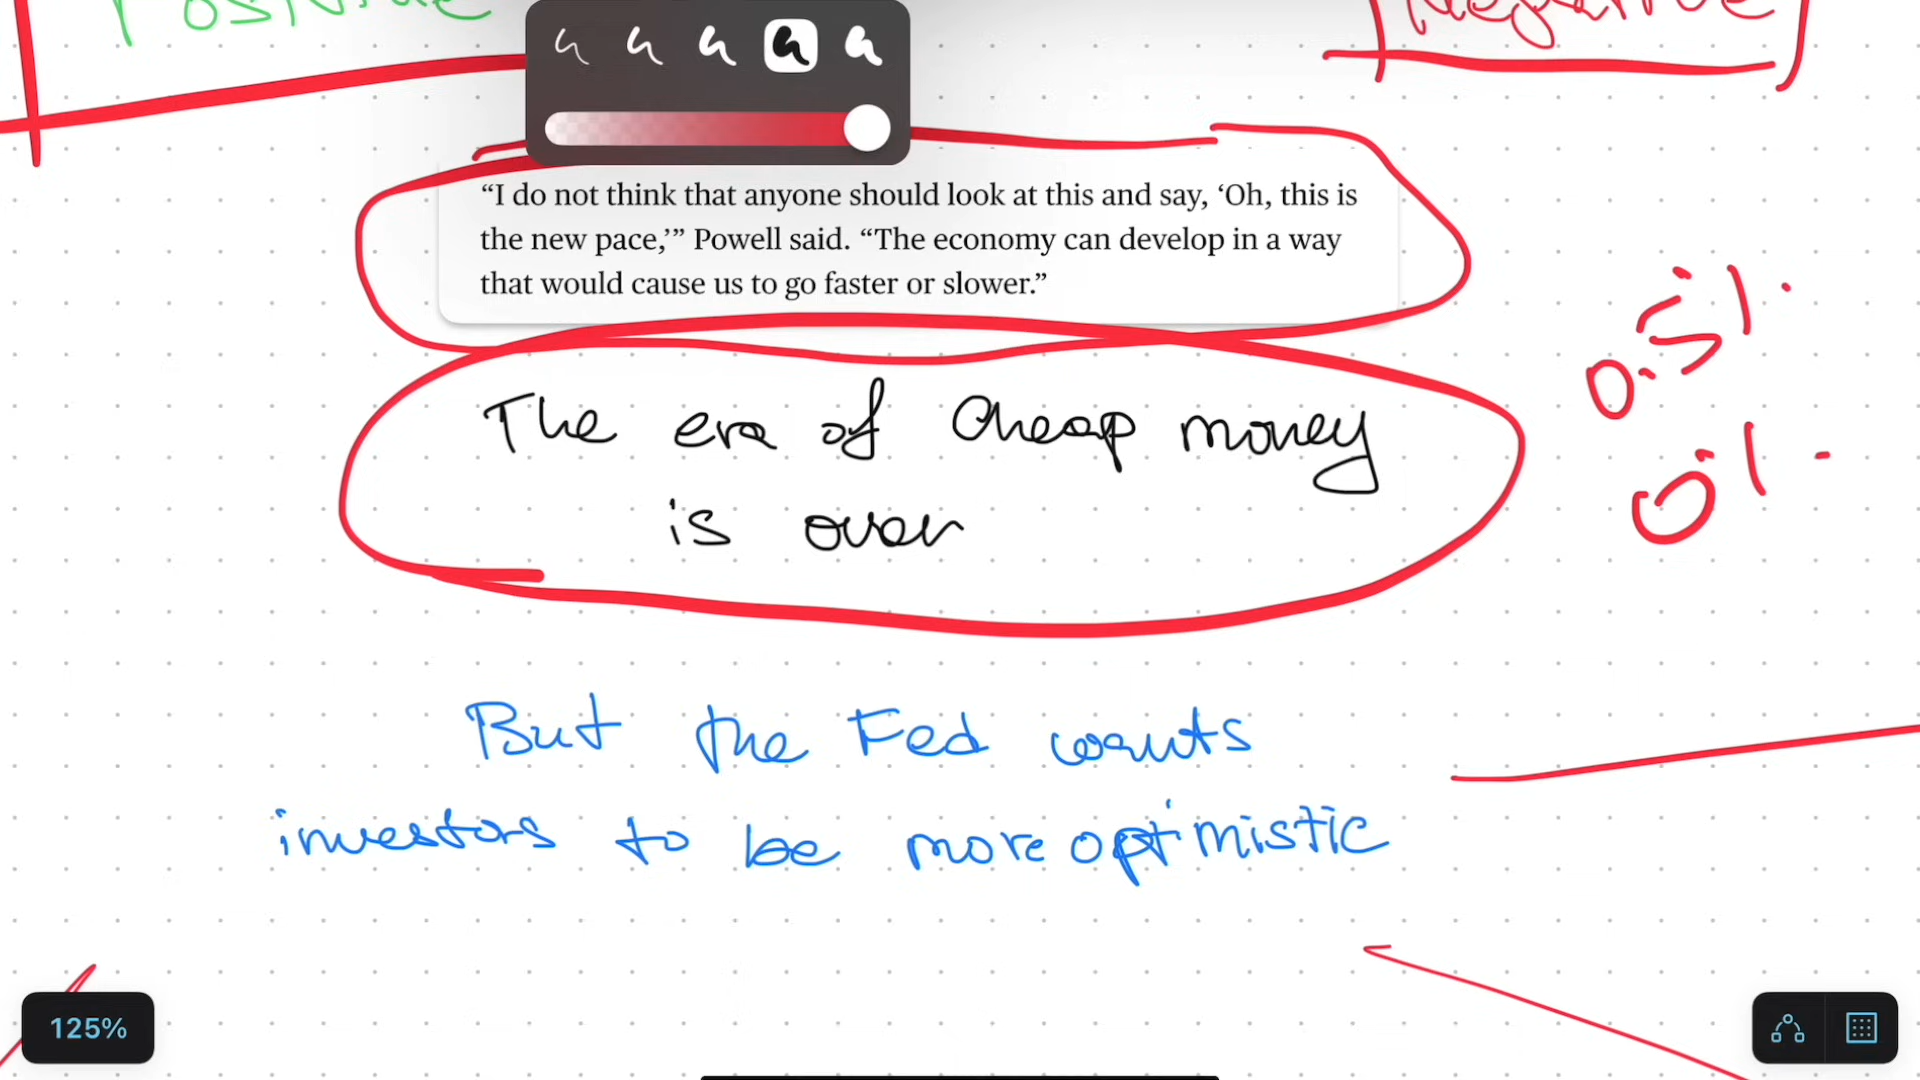 Positive
Negative
“I do not think that anyone should look at this and say, ‘Oh, this is
the new pace,’” Powell said. “The economy can develop in a way
that would cause us to go faster or slower.”
0.5%
0%
The era of Cheap money
is over
But the Fed wants
investors to be more optimistic
125%